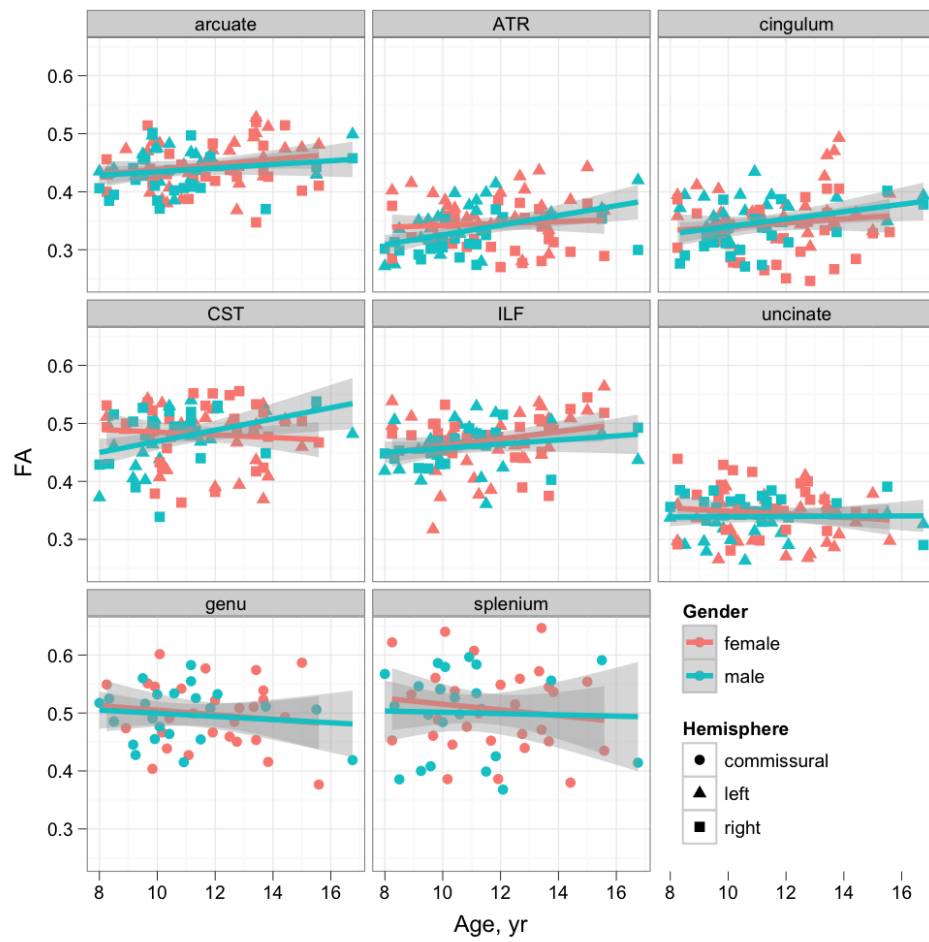 arcuate ATR cingulum
0.6
0.5
0.4
0.3
CST ILF uncinate
0.6
0.5
0.4
0.3
FA
genu splenium
0.6
0.5
0.4
0.3
Gender
female
male
Hemisphere
commissural
left
right
8 10 12 14 16 8 10 12 14 16 8 10 12 14 16
Age, yr